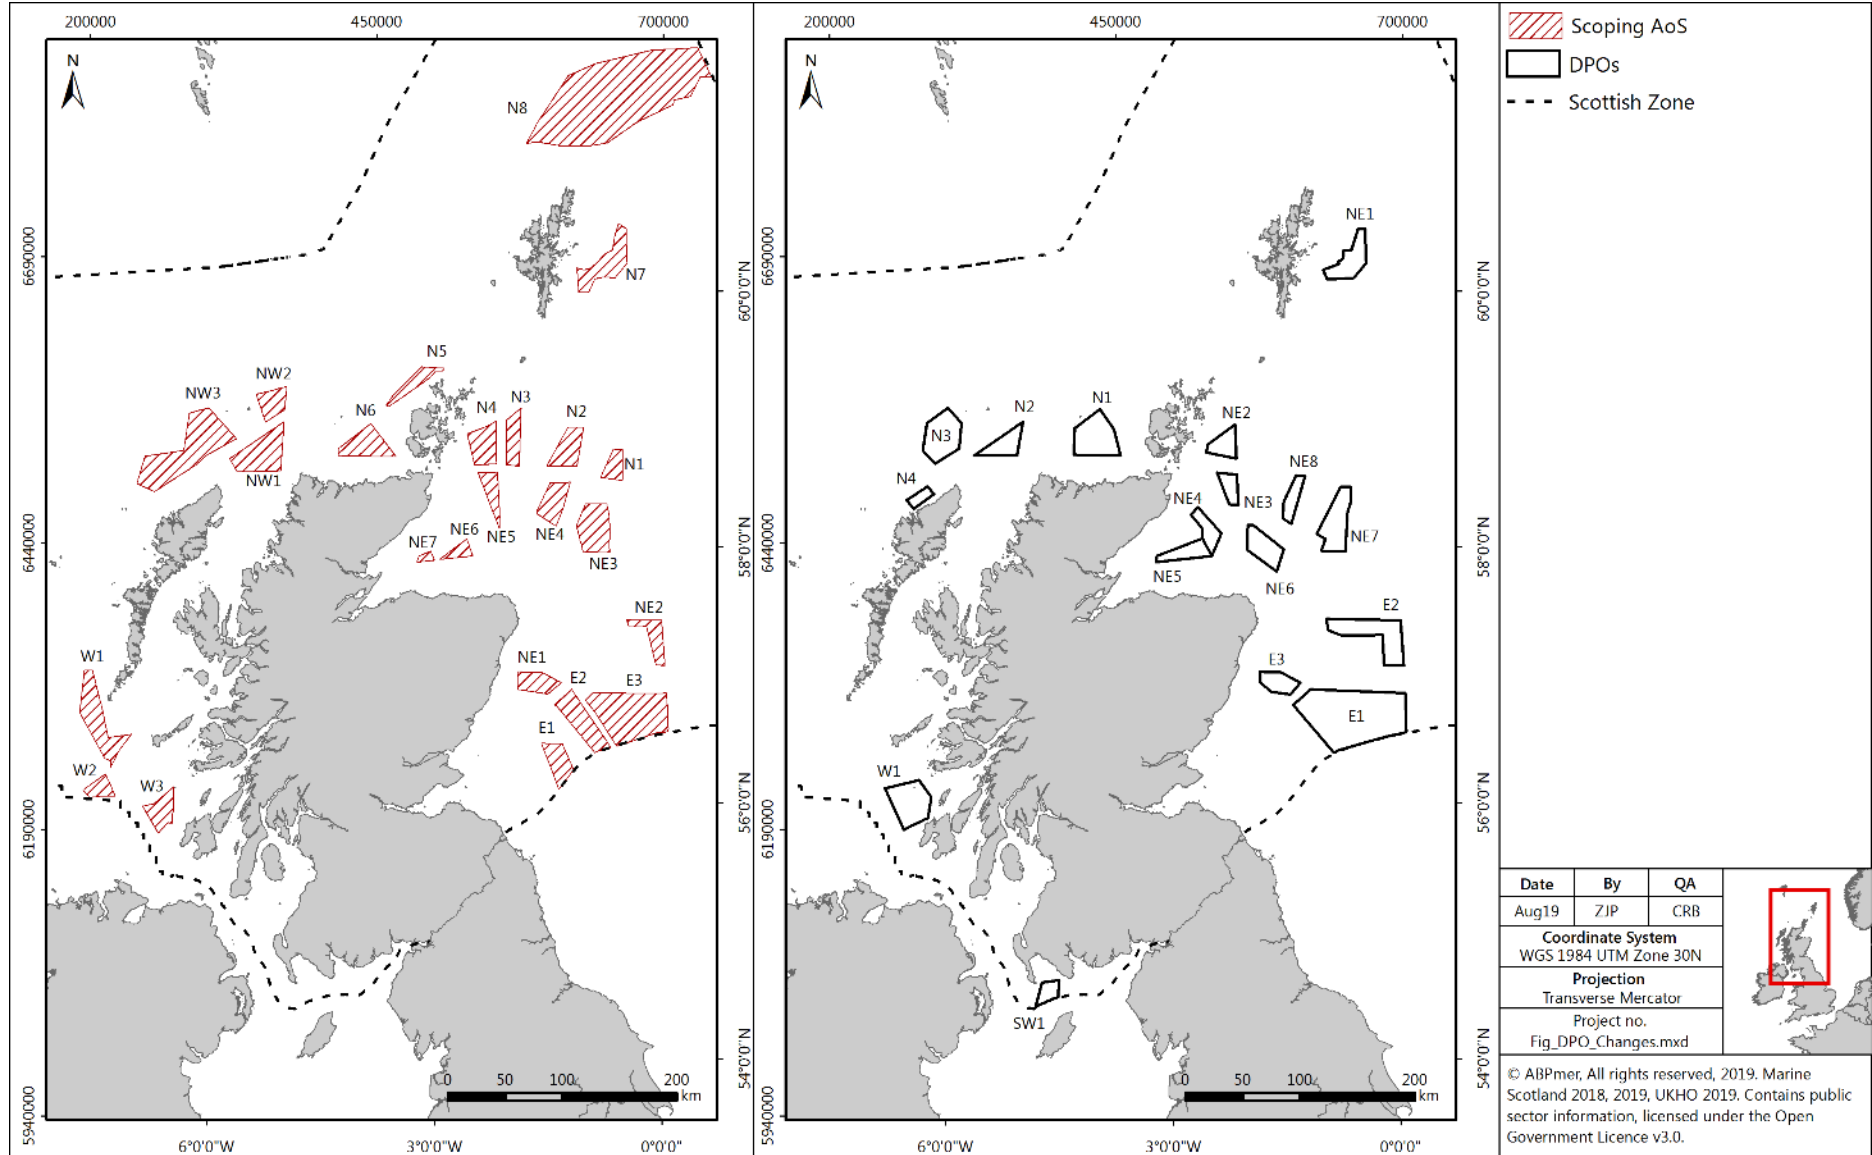 200000
450000
700000
N
N8
6690000
N7
60°0'0"N
N5
NW2
NW3
N6
N4
N3
N2
N1
NW1
6440000
58°0'0"N
NE7
NE6
NE5
NE4
NE3
NE2
W1
NE1
E2
E3
E1
W2
W3
6190000
56°0'0"N
54°0'0"N
5940000
0
50
100
200
km
6°0'0"W
3°0'0"W
0°0'0"
200000
450000
700000
N
NE1
6690000
60°0'0"N
N3
N2
N1
NE2
N4
NE8
NE4
NE3
NE7
6440000
58°0'0"N
NE5
NE6
E2
E3
E1
W1
6190000
56°0'0"N
SW1
54°0'0"N
5940000
0
50
100
200
km
6°0'0"W
3°0'0"W
0°0'0"
Scoping AoS
DPOs
Scottish Zone
Date By QA
Aug19 ZJP CRB
Coordinate System
WGS 1984 UTM Zone 30N
Projection
Transverse Mercator
Project no.
Fig_DPO_Changes.mxd
© ABPmer, All rights reserved, 2019. Marine
Scotland 2018, 2019, UKHO 2019. Contains public
sector information, licensed under the Open
Government Licence v3.0.